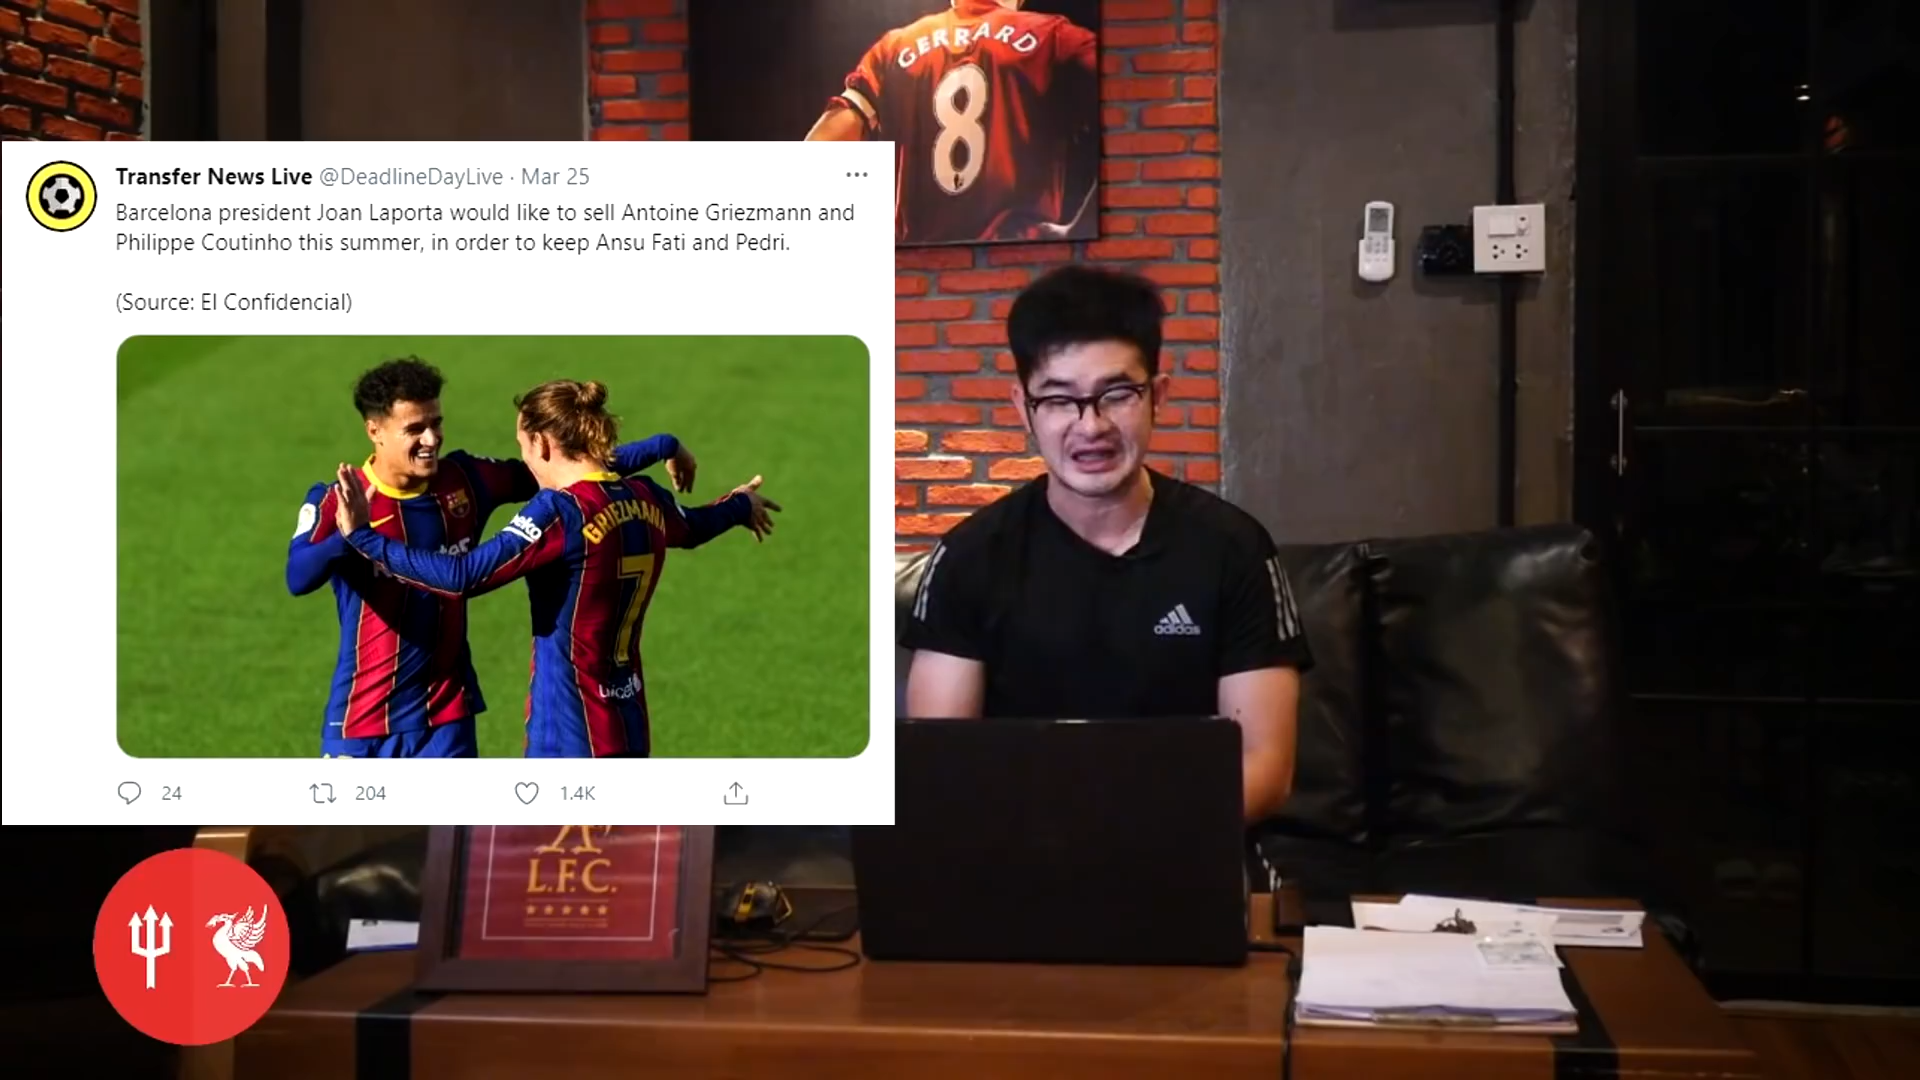 GERRARD
8
Transfer News Live @DeadlineDayLive · Mar 25
Barcelona president Joan Laporta would like to sell Antoine Griezmann and
Philippe Coutinho this summer, in order to keep Ansu Fati and Pedri.
(Source: El Confidencial)
beko
GRIEZMANN
7
unicef
24
204
1.4K
adidas
L.F.C.